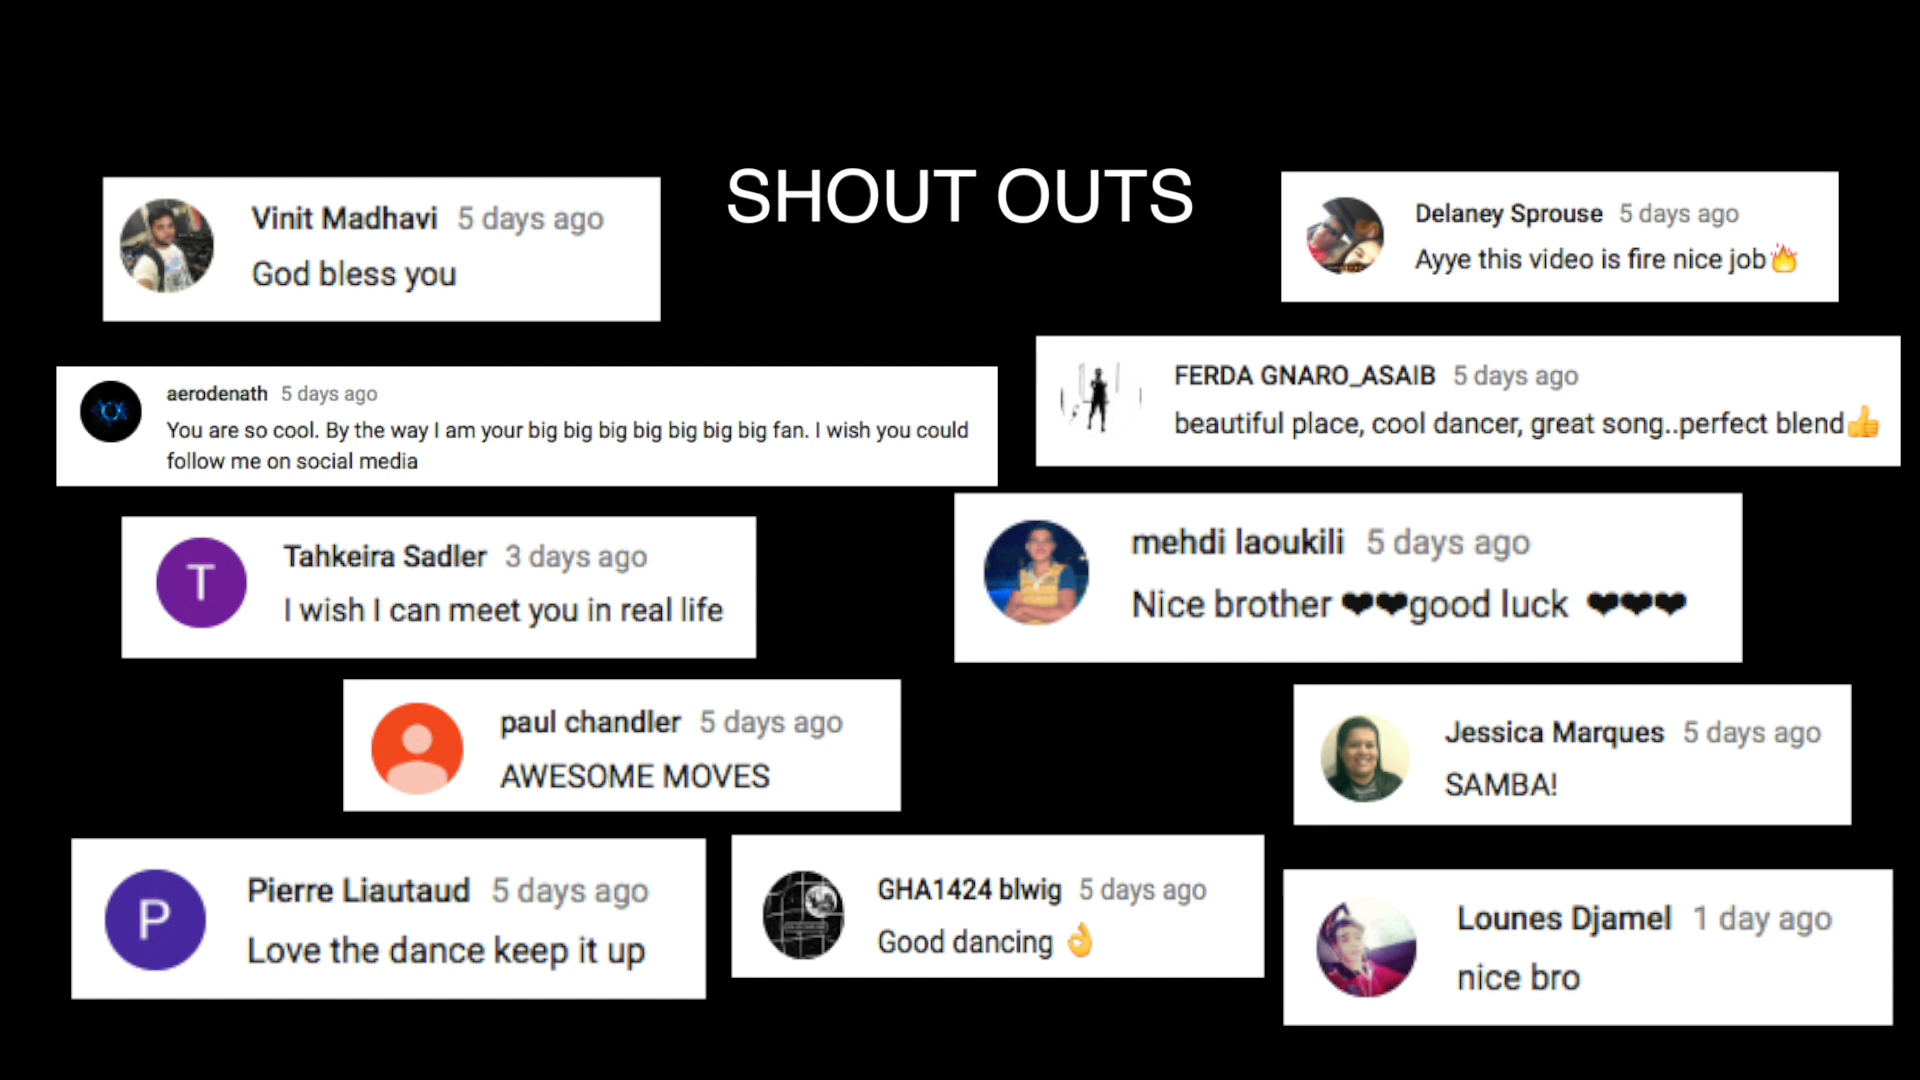 SHOUT OUTS
Vinit Madhavi 5 days ago
God bless you
Delaney Sprouse 5 days ago
Ayye this video is fire nice job🔥
aerodenath 5 days ago
You are so cool. By the way I am your big big big big big big big fan. I wish you could
follow me on social media
FERDA GNARO_ASAIB 5 days ago
beautiful place, cool dancer, great song..perfect blend👍
T
Tahkeira Sadler 3 days ago
I wish I can meet you in real life
mehdi laoukili 5 days ago
Nice brother ❤❤good luck ❤❤❤
paul chandler 5 days ago
AWESOME MOVES
Jessica Marques 5 days ago
SAMBA!
P
Pierre Liautaud 5 days ago
Love the dance keep it up
GHA1424 blwig 5 days ago
Good dancing 👌
Lounes Djamel 1 day ago
nice bro